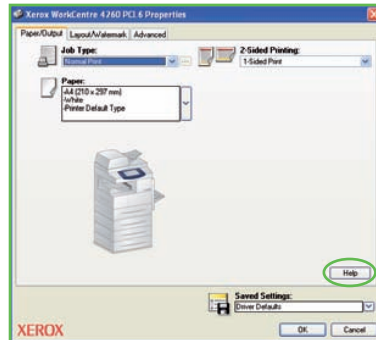 Xerox WorkCentre 4260 PCL6 Properties
Paper/Output Layout/Watermark Advanced
Job Type:
Normal Print
2-Sided Printing:
1-Sided Print
Paper:
-A4 (210 x 297 mm)
-White
-Printer Default Type
Help
Saved Settings:
Driver Defaults
XEROX
OK Cancel